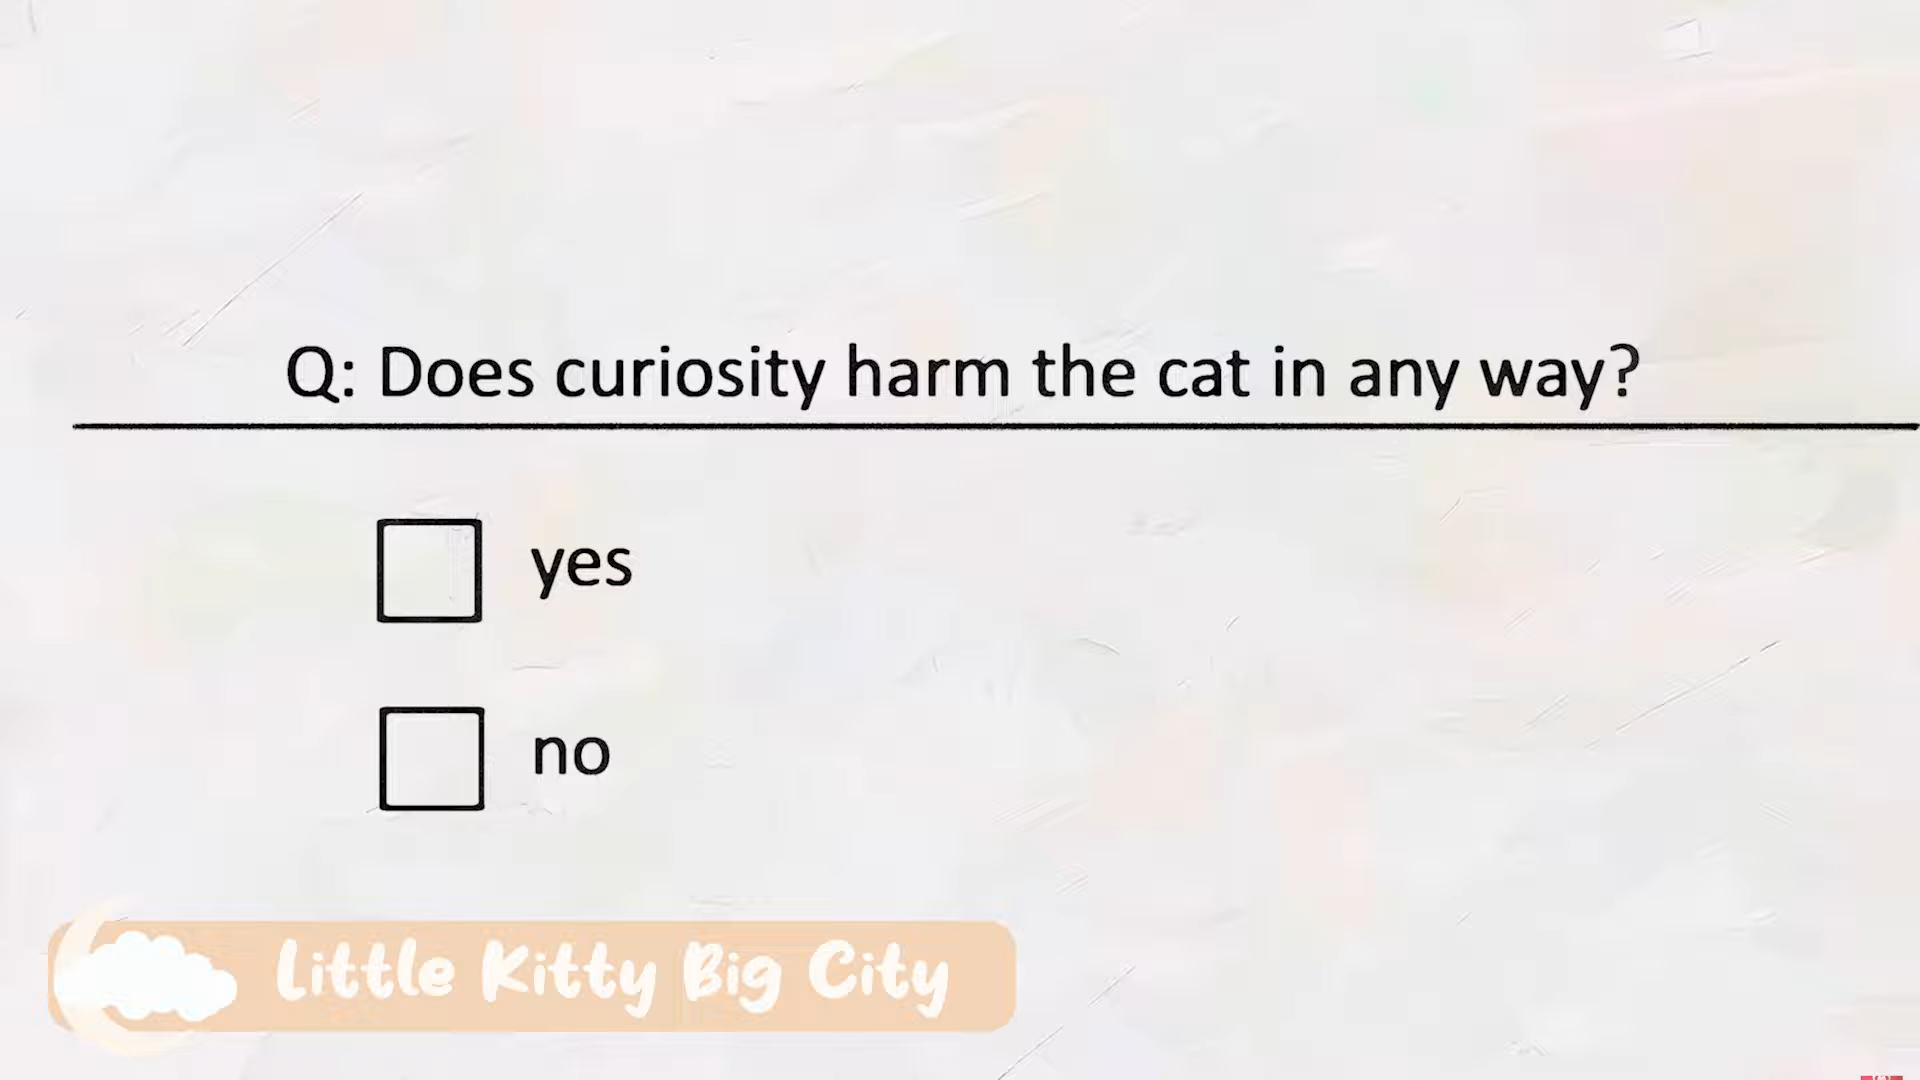 Q: Does curiosity harm the cat in any way?
yes
no
Little Kitty Big City